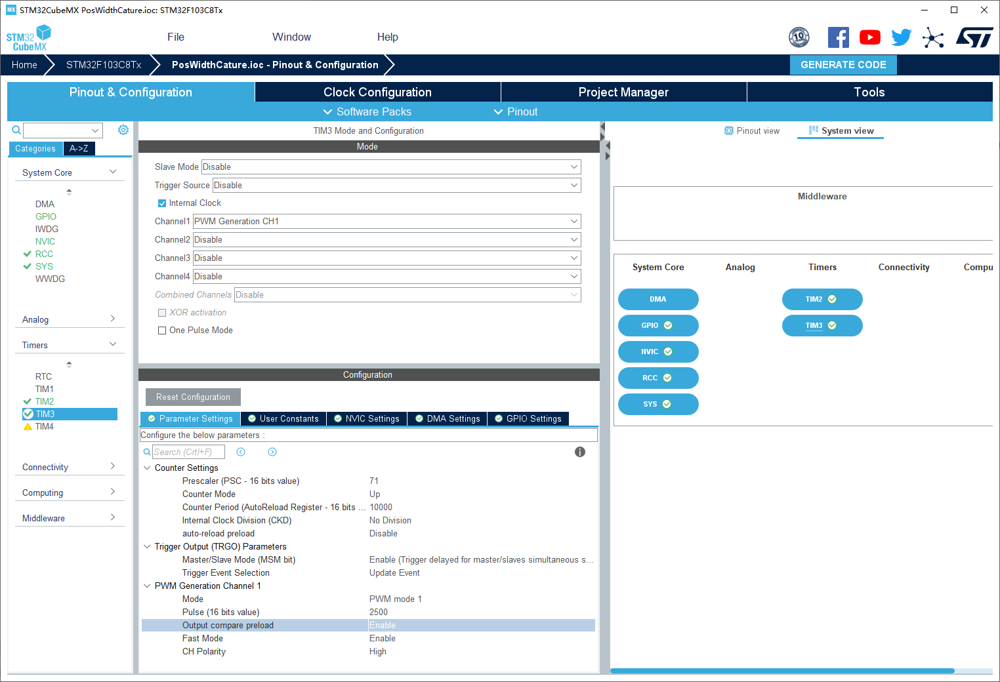 MX STM32CubeMX PosWidthCature.ioc: STM32F103C8Tx
STM32
CubeMX
File
Window
Help
10
ST
Home
STM32F103C8Tx
PosWidthCature.ioc - Pinout & Configuration
GENERATE CODE
Pinout & Configuration
Clock Configuration
Project Manager
Tools
Software Packs
Pinout
Categories
A->Z
System Core
DMA
GPIO
IWDG
NVIC
RCC
SYS
WWDG
Analog
Timers
RTC
TIM1
TIM2
TIM3
TIM4
Connectivity
Computing
Middleware
TIM3 Mode and Configuration
Mode
Slave Mode Disable
Trigger Source Disable
Internal Clock
Channel1 PWM Generation CH1
Channel2 Disable
Channel3 Disable
Channel4 Disable
Combined Channels Disable
XOR activation
One Pulse Mode
Configuration
Reset Configuration
Parameter Settings
User Constants
NVIC Settings
DMA Settings
GPIO Settings
Configure the below parameters :
Search (Crtl+F)
Counter Settings
Prescaler (PSC - 16 bits value) 71
Counter Mode Up
Counter Period (AutoReload Register - 16 bits ... 10000
Internal Clock Division (CKD) No Division
auto-reload preload Disable
Trigger Output (TRGO) Parameters
Master/Slave Mode (MSM bit) Enable (Trigger delayed for master/slaves simultaneous s...
Trigger Event Selection Update Event
PWM Generation Channel 1
Mode PWM mode 1
Pulse (16 bits value) 2500
Output compare preload Enable
Fast Mode Enable
CH Polarity High
Pinout view
System view
Middleware
System Core
Analog
Timers
Connectivity
Compu
DMA
GPIO
NVIC
RCC
SYS
TIM2
TIM3